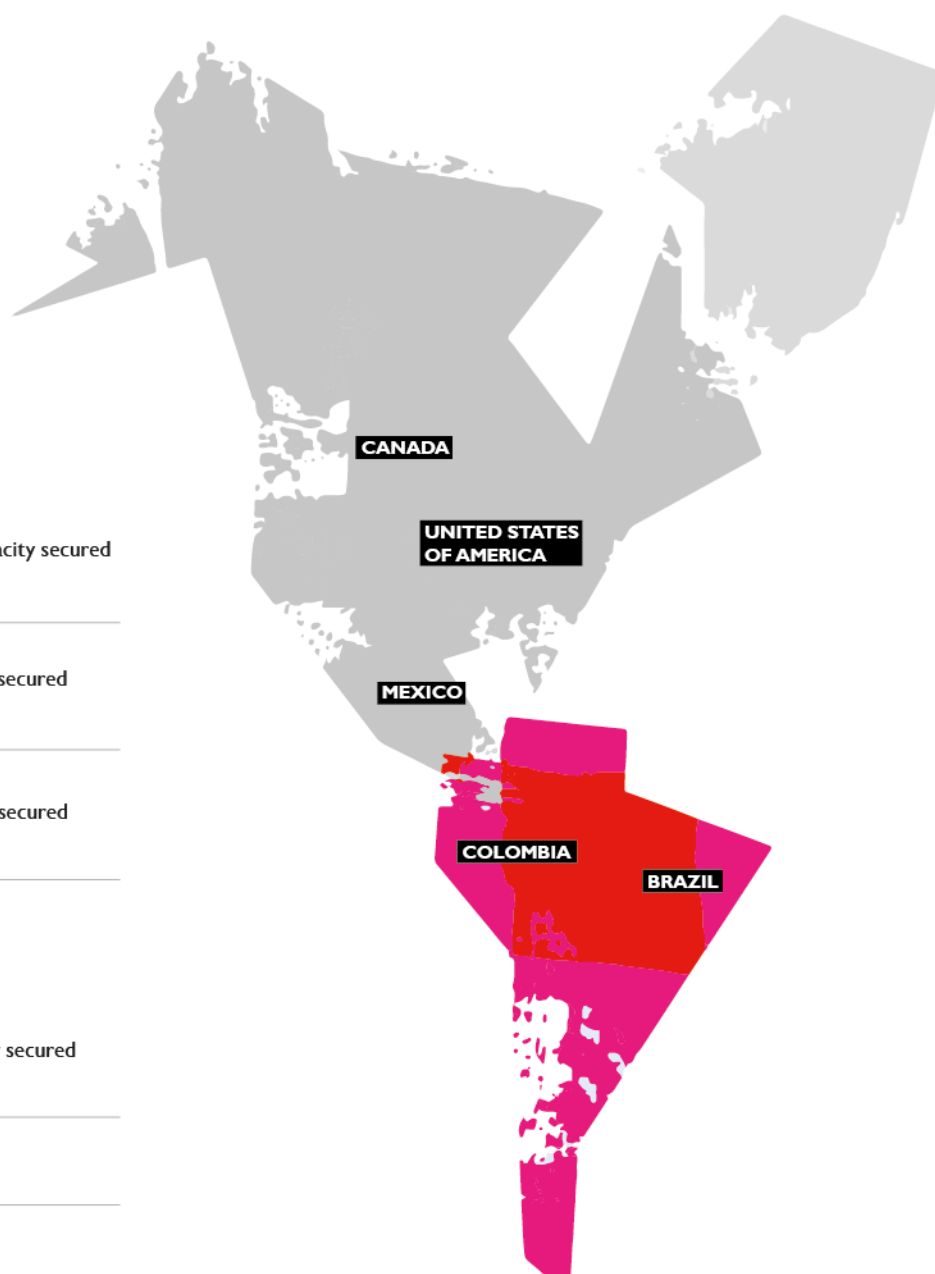 CANADA
UNITED STATES
OF AMERICA
acity secured
secured
MEXICO
secured
COLOMBIA
BRAZIL
secured